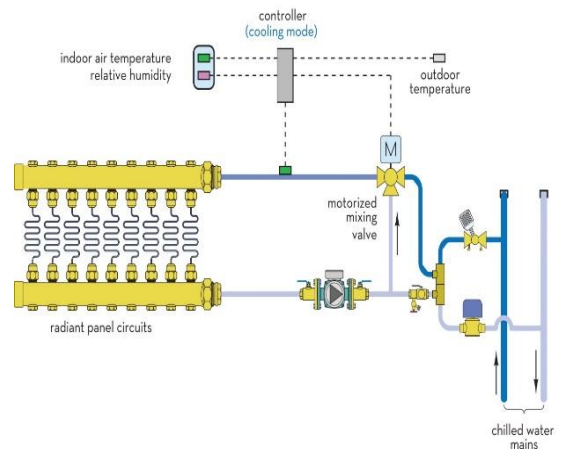 controller
(cooling mode)
indoor air temperature
relative humidity
outdoor
temperature
M
motorized
mixing
valve
radiant panel circuits
chilled water
mains